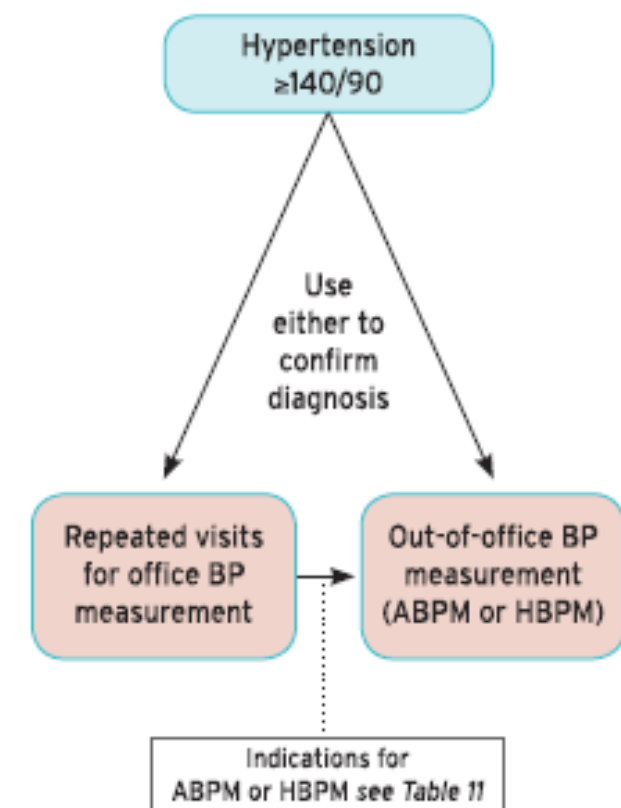 Hypertension
≥140/90
Use
either to
confirm
diagnosis
Repeated visits
for office BP
measurement
Out-of-office BP
measurement
(ABPM or HBPM)
Indications for
ABPM or HBPM see Table 11